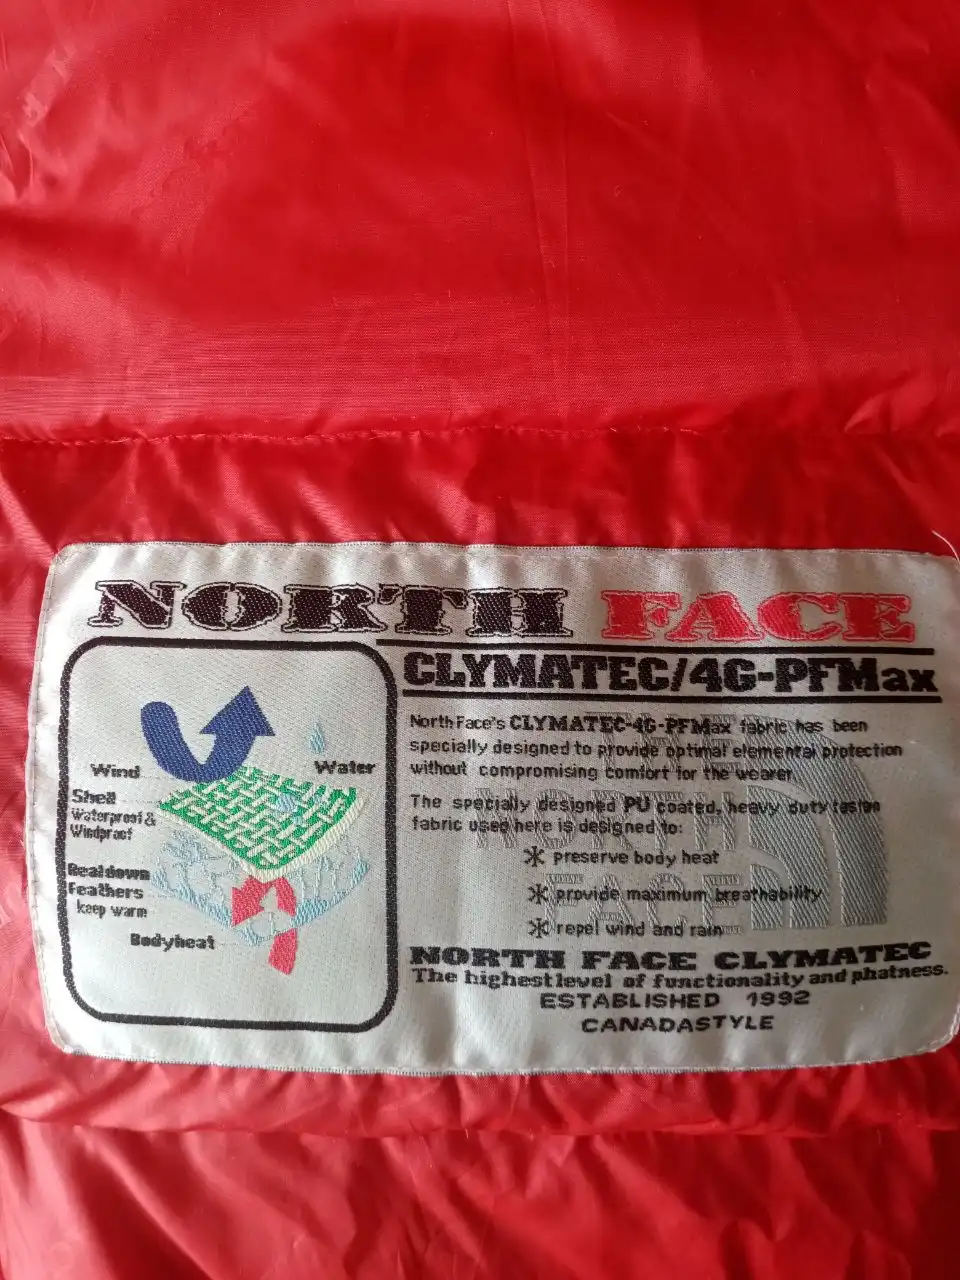 NORTH FACE
CLYMATEC/4G-PFMax
North Face's CLYMATEC-4G-PFMax fabric has been
specially designed to provide optimal elemental protection
without compromising comfort for the wearer.
The specially designed PU coated, heavy duty
fabric used here is designed to:
* preserve body heat
* provide maximum breathability
* repel wind and rain
NORTH FACE CLYMATEC
The highest level of functionality and phatness.
ESTABLISHED 1992
CANADASTYLE
Wind
Water
Shell
Waterproof &
Windproof
Realdown
Feathers
keep warm
Bodyheat
NORTH
FACE